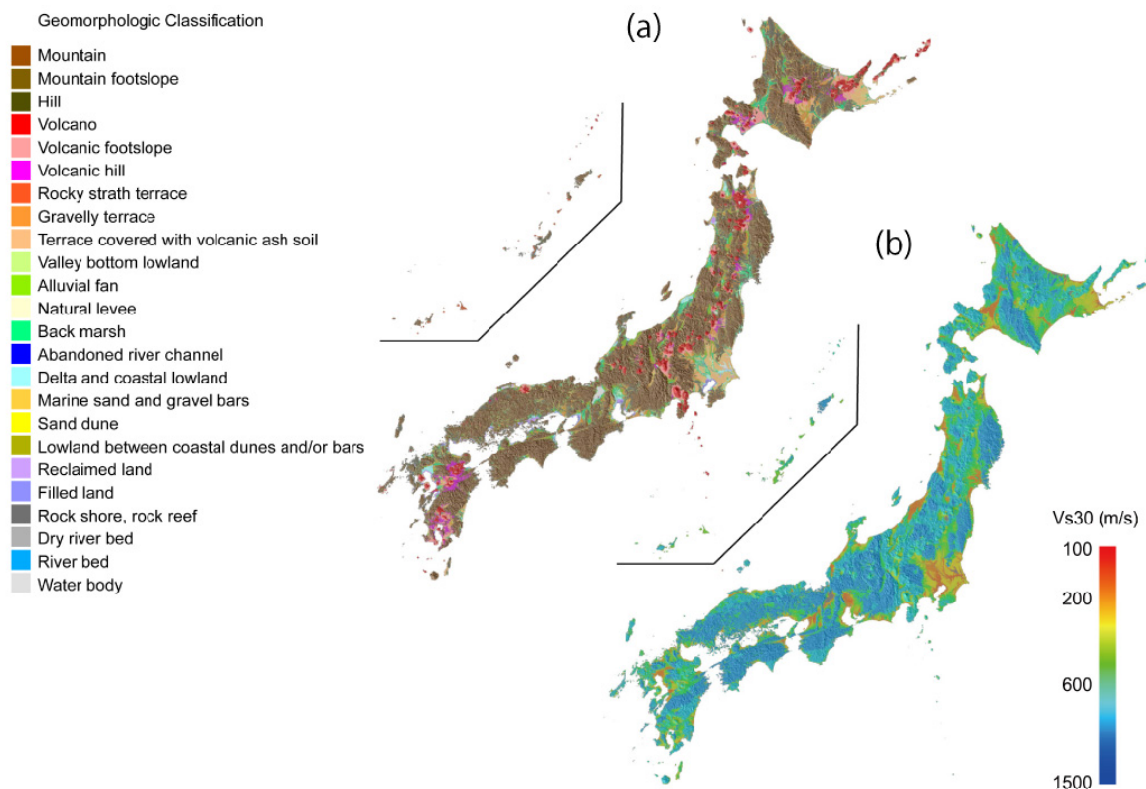 Geomorphologic Classification
Mountain
Mountain footslope
Hill
Volcano
Volcanic footslope
Volcanic hill
Rocky strath terrace
Gravelly terrace
Terrace covered with volcanic ash soil
Valley bottom lowland
Alluvial fan
Natural levee
Back marsh
Abandoned river channel
Delta and coastal lowland
Marine sand and gravel bars
Sand dune
Lowland between coastal dunes and/or bars
Reclaimed land
Filled land
Rock shore, rock reef
Dry river bed
River bed
Water body
(a)
(b)
Vs30 (m/s)
100
200
600
1500